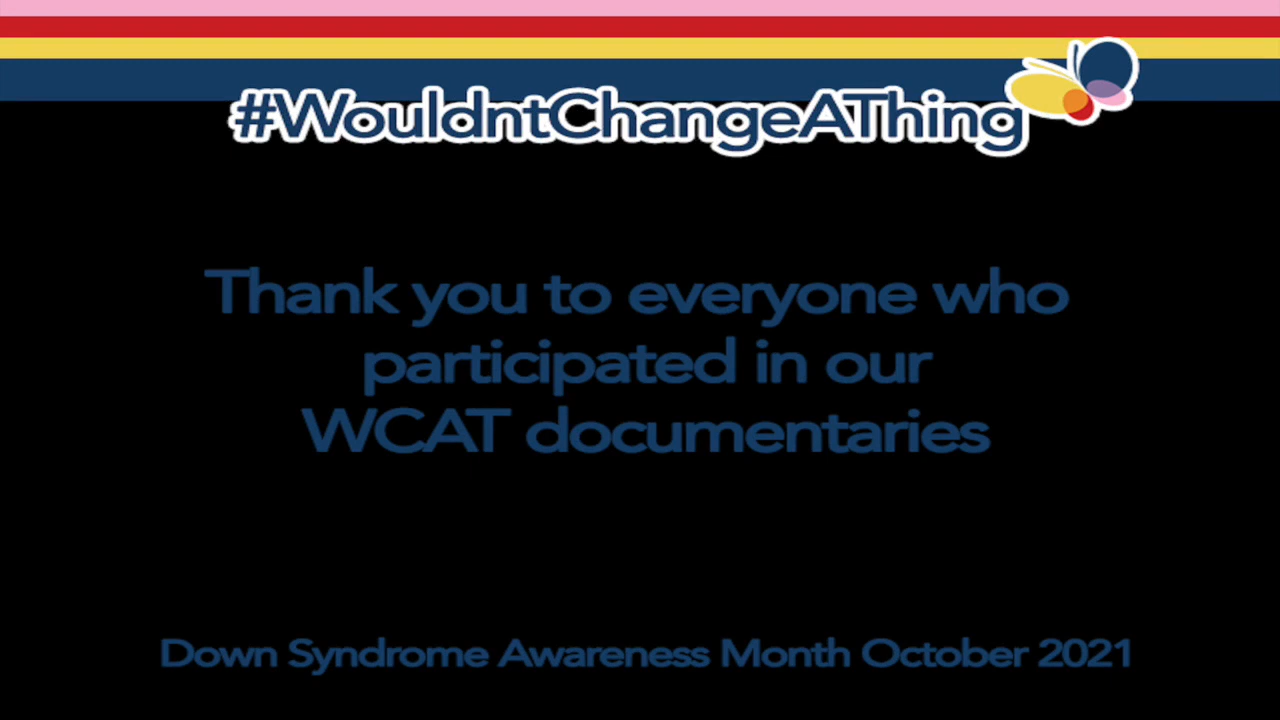 #WouldntChangeAThing
Thank you to everyone who
participated in our
WCAT documentaries
Down Syndrome Awareness Month October 2021